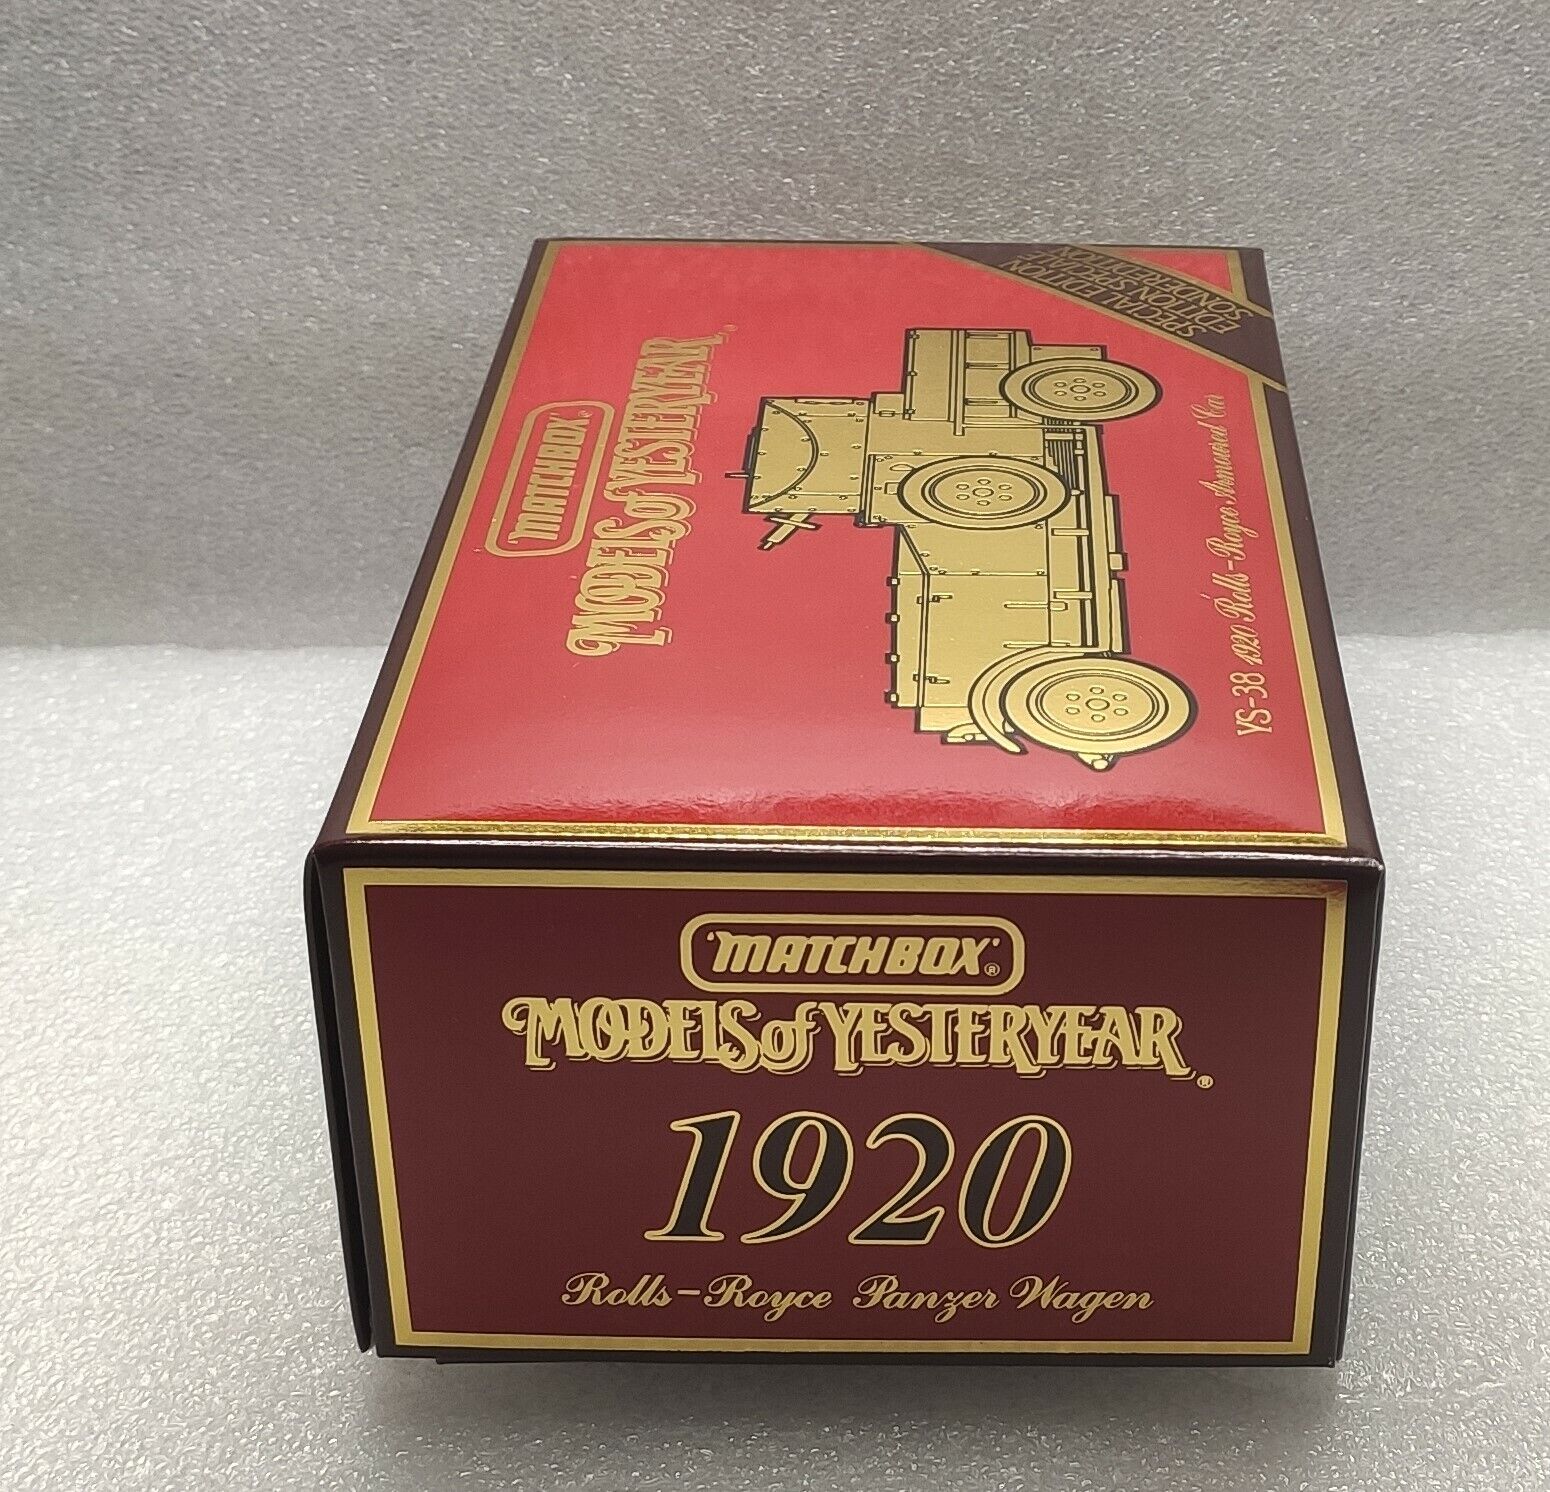 SPECIAL EDITION
EDITION SPECIALE
SONDEREDITION
MATCHBOX®
MODELS of YESTERYEAR®
YS-38 1920 Rolls-Royce Armoured Car
MATCHBOX®
MODELS of YESTERYEAR®
1920
Rolls-Royce Panzer Wagen